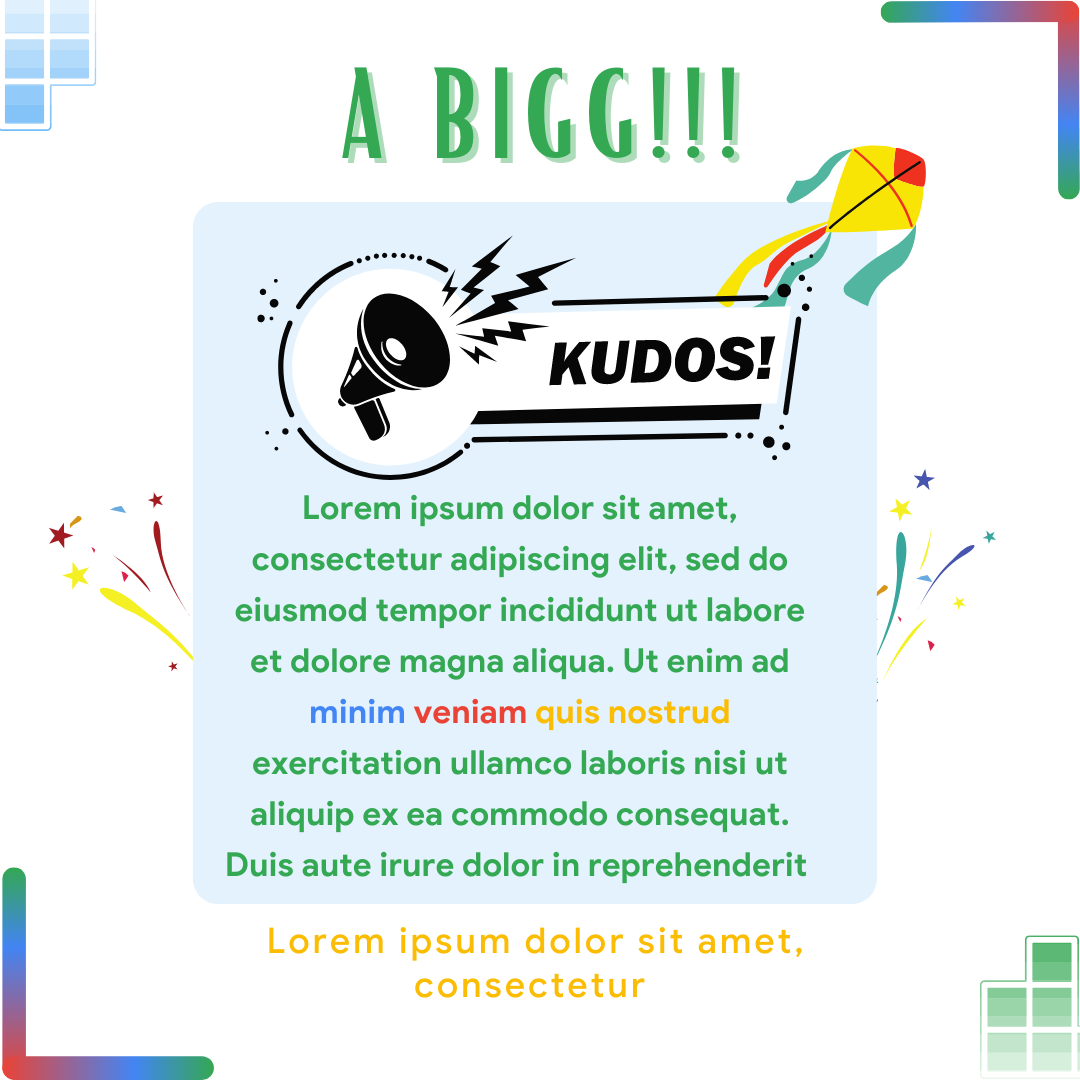 A BIGG!!!
KUDOS!
Lorem ipsum dolor sit amet,
consectetur adipiscing elit, sed do
eiusmod tempor incididunt ut labore
et dolore magna aliqua. Ut enim ad
minim veniam quis nostrud
exercitation ullamco laboris nisi ut
aliquip ex ea commodo consequat.
Duis aute irure dolor in reprehenderit
Lorem ipsum dolor sit amet,
consectetur